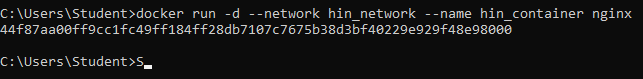 C:\Users\Student>docker run -d --network hin_network --name hin_container nginx
44f87aa00ff9cc1fc49ff184ff28db7107c7675b38d3bf40229e929f48e98000
C:\Users\Student>S